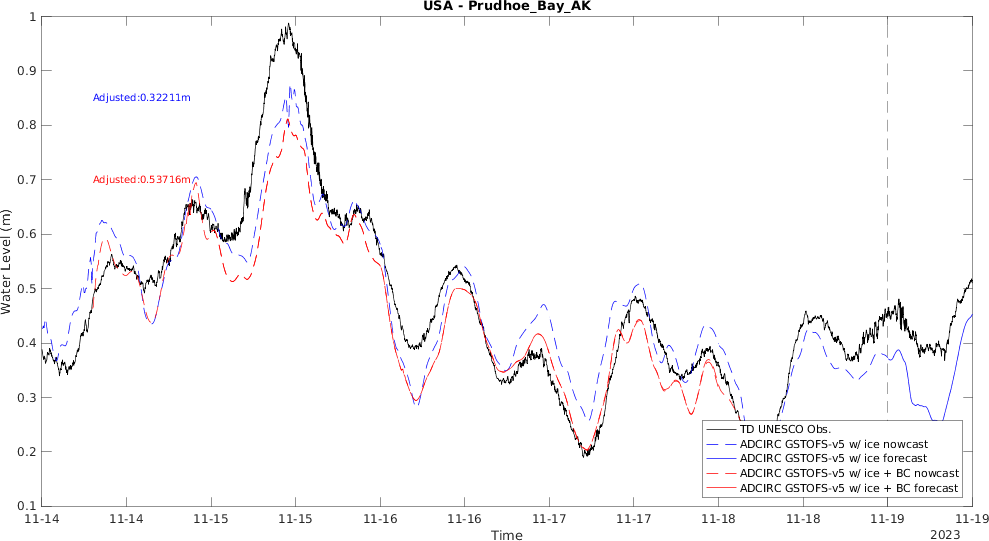 USA - Prudhoe_Bay_AK
1
0.9
Adjusted:0.32211m
0.8
0.7
Adjusted:0.53716m
0.6
Water Level (m)
0.5
0.4
0.3
0.2
0.1
TD UNESCO Obs.
ADCIRC GSTOFS-v5 w/ ice nowcast
ADCIRC GSTOFS-v5 w/ ice forecast
ADCIRC GSTOFS-v5 w/ ice + BC nowcast
ADCIRC GSTOFS-v5 w/ ice + BC forecast
11-14 11-14 11-15 11-15 11-16 11-16 11-17 11-17 11-18 11-18 11-19 11-19
Time
2023